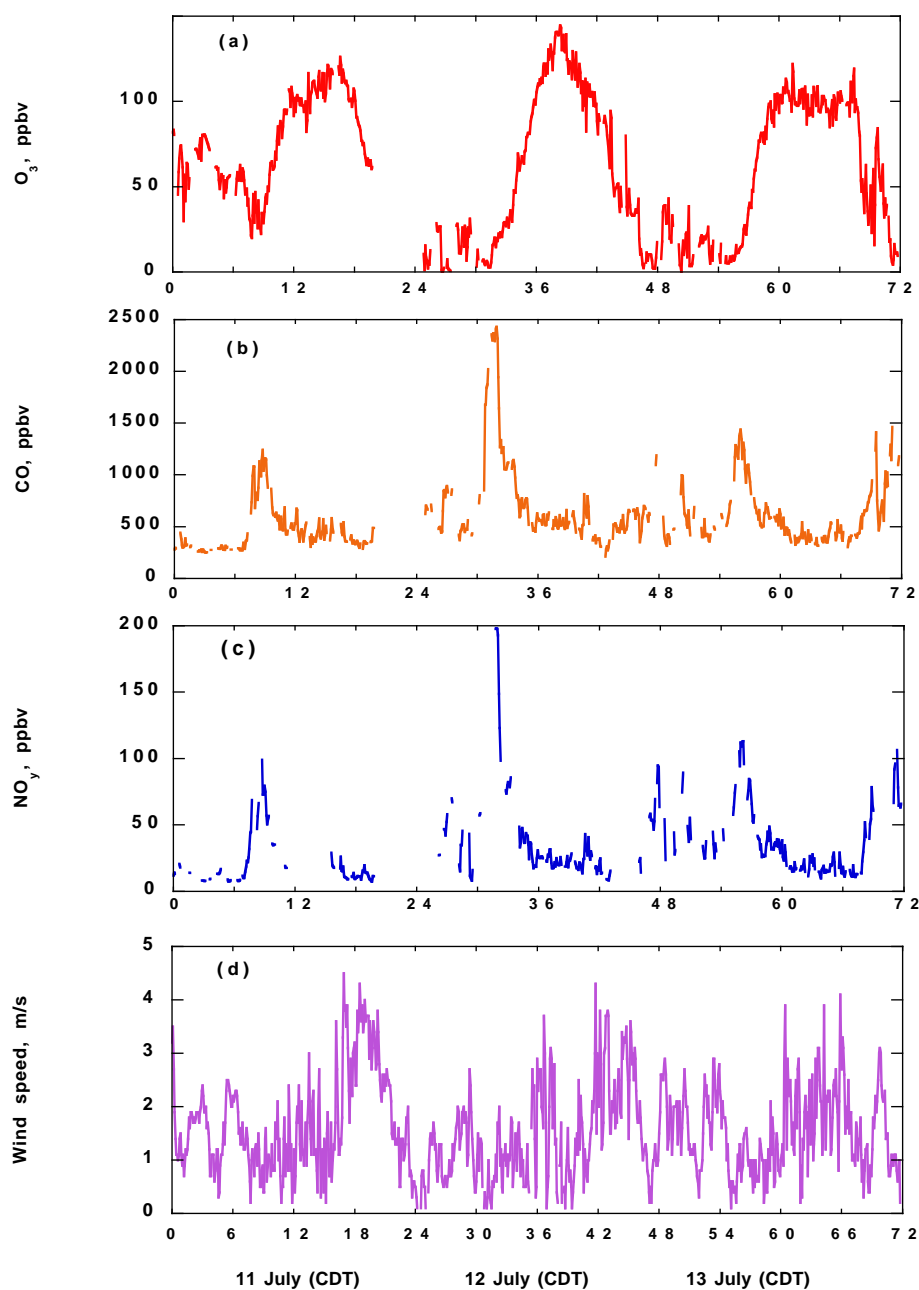 (a)
O3, ppbv
100
50
0
0 12 24 36 48 60 72
(b)
CO, ppbv
2500
2000
1500
1000
500
0
0 12 24 36 48 60 72
(c)
NOy, ppbv
200
150
100
50
0
0 12 24 36 48 60 72
(d)
Wind speed, m/s
5
4
3
2
1
0
0 6 12 18 24 30 36 42 48 54 60 66 72
11 July (CDT) 12 July (CDT) 13 July (CDT)